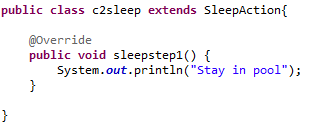 public class c2sleep extends SleepAction{
@Override
public void sleepstep1() {
System.out.println("Stay in pool");
}
}